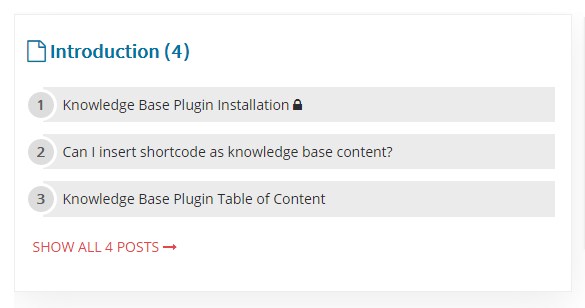 Introduction (4)
1 Knowledge Base Plugin Installation
2 Can I insert shortcode as knowledge base content?
3 Knowledge Base Plugin Table of Content
SHOW ALL 4 POSTS →